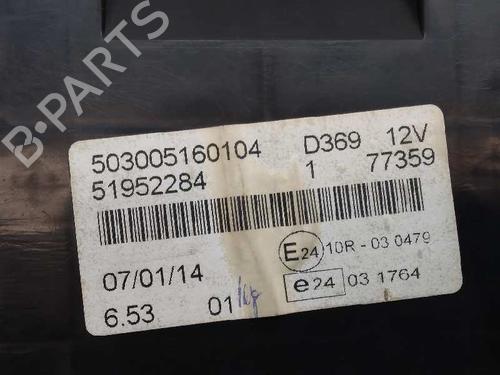 B-PARTS
503005160104 D369 12V
51952284 1 77359
E24 10R - 03 0479
07/01/14 e24 03 1764
6.53 01